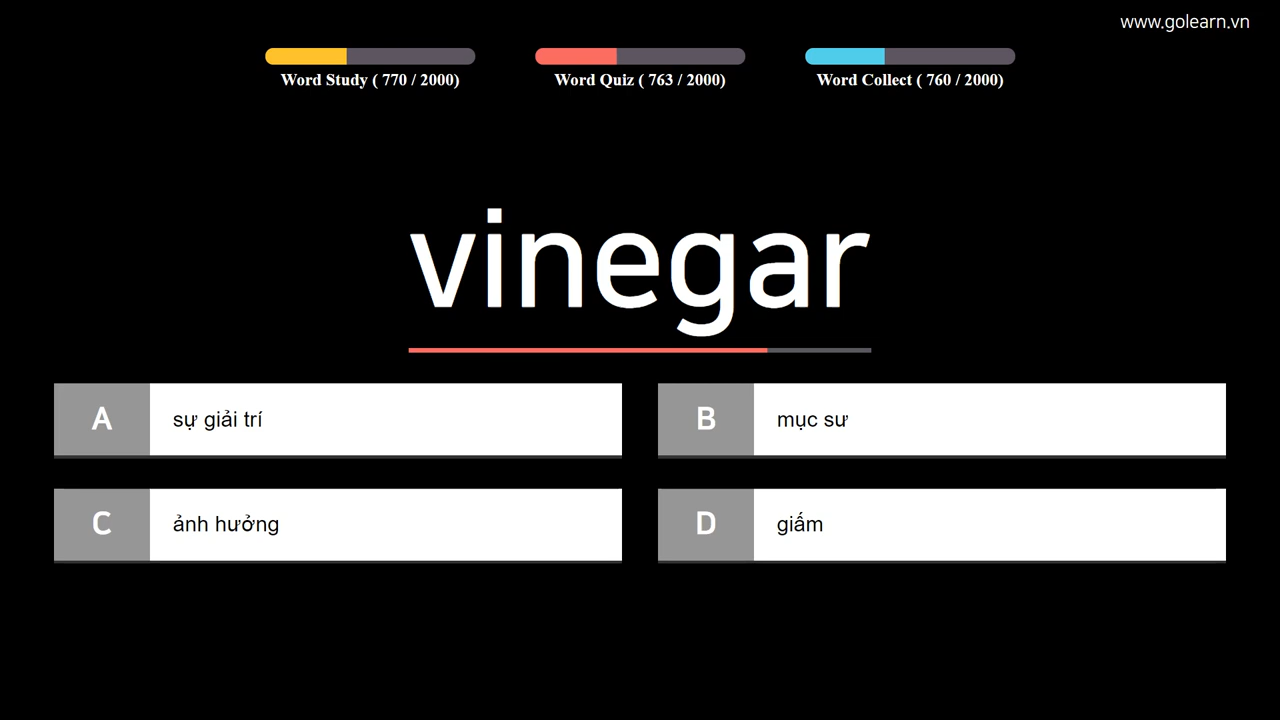 www.golearn.vn
Word Study ( 770 / 2000)
Word Quiz ( 763 / 2000)
Word Collect ( 760 / 2000)
vinegar
A sự giải trí
B mục sư
C ảnh hưởng
D giấm